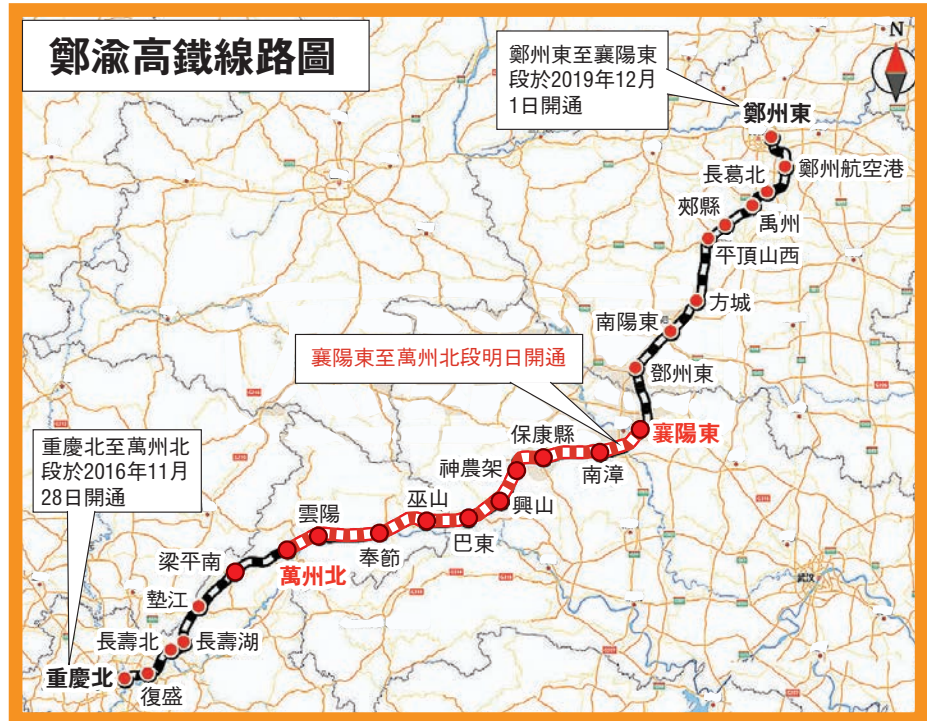 鄭渝高鐵線路圖
鄭州東至襄陽東
段於2019年12月
1日開通
N
鄭州東
鄭州航空港
長葛北
禹州
郟縣
平頂山西
方城
南陽東
鄧州東
襄陽東至萬州北段明日開通
襄陽東
南漳
保康縣
神農架
興山
巴東
巫山
奉節
雲陽
萬州北
重慶北至萬州北
段於2016年11月
28日開通
梁平南
墊江
長壽湖
長壽北
復盛
重慶北
武汉